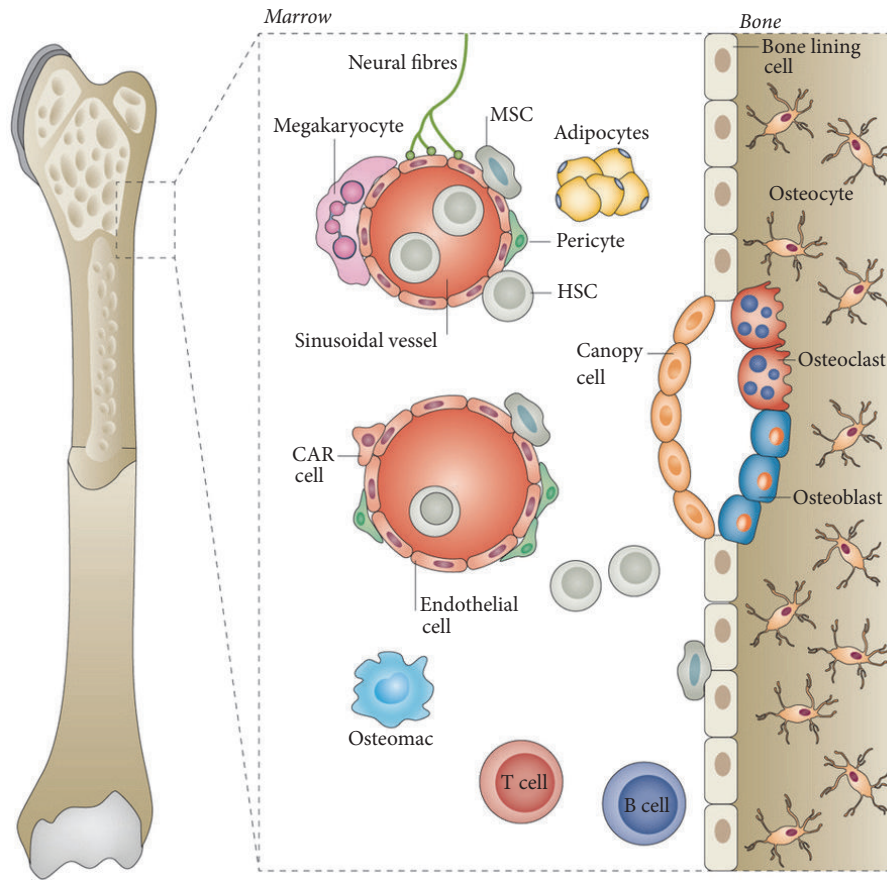 Marrow
Bone
Neural fibres
Bone lining
cell
Megakaryocyte
MSC
Adipocytes
Osteocyte
Pericyte
HSC
Sinusoidal vessel
Canopy
cell
Osteoclast
CAR
cell
Osteoblast
Endothelial
cell
Osteomac
T cell
B cell